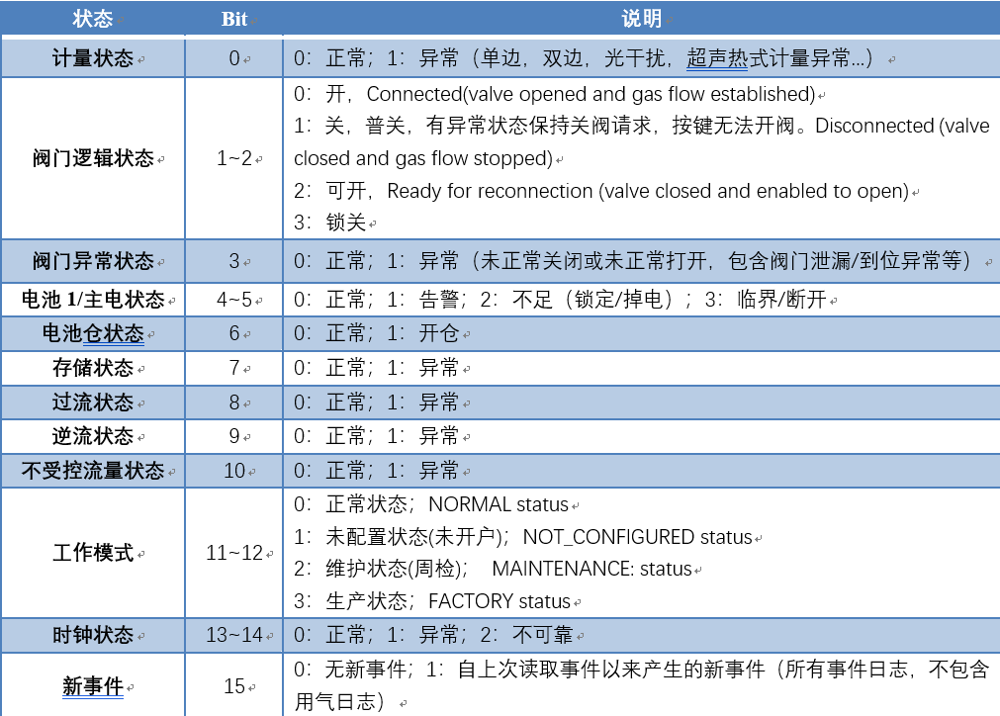 状态 Bit 说明
计量状态 0 0：正常；1：异常（单边，双边，光干扰，超声热式计量异常...）
阀门逻辑状态 1~2 0：开，Connected(valve opened and gas flow established)
1：关，普关，有异常状态保持关阀请求，按键无法开阀。Disconnected (valve
closed and gas flow stopped)
2：可开，Ready for reconnection (valve closed and enabled to open)
3：锁关
阀门异常状态 3 0：正常；1：异常（未正常关闭或未正常打开，包含阀门泄漏/到位异常等）
电池 1/主电状态 4~5 0：正常；1：告警；2：不足（锁定/掉电）；3：临界/断开
电池仓状态 6 0：正常；1：开仓
存储状态 7 0：正常；1：异常
过流状态 8 0：正常；1：异常
逆流状态 9 0：正常；1：异常
不受控流量状态 10 0：正常；1：异常
工作模式 11~12 0：正常状态；NORMAL status
1：未配置状态(未开户)；NOT_CONFIGURED status
2：维护状态(周检)； MAINTENANCE: status
3：生产状态；FACTORY status
时钟状态 13~14 0：正常；1：异常；2：不可靠
新事件 15 0：无新事件；1：自上次读取事件以来产生的新事件（所有事件日志，不包含
用气日志）